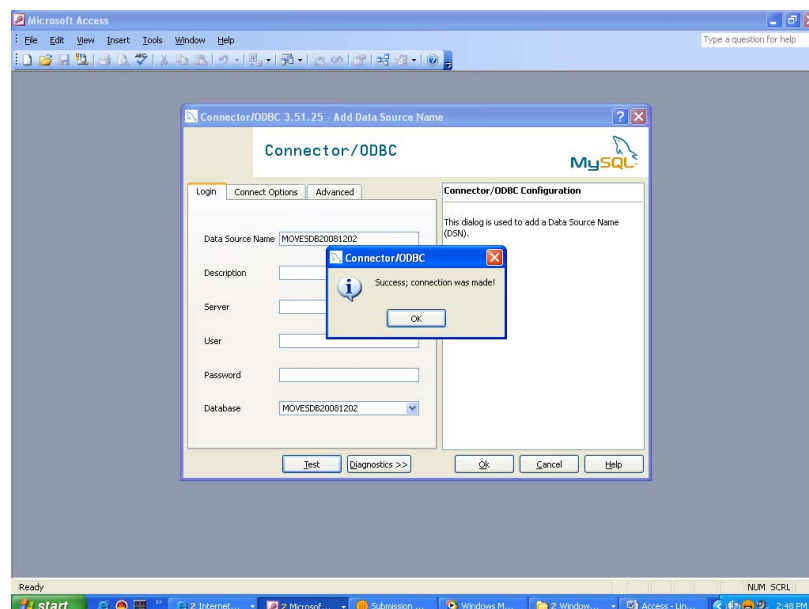 Microsoft Access
File Edit View Insert Tools Window Help
Type a question for help
Connector/ODBC 3.51.25 - Add Data Source Name
Connector/ODBC
MySQL
Login Connect Options Advanced
Connector/ODBC Configuration
This dialog is used to add a Data Source Name
(DSN).
Data Source Name MOVESDB20081202
Connector/ODBC
Success; connection was made!
OK
Description
Server
User
Password
Database MOVESDB20081202
Test Diagnostics >> Ok Cancel Help
Ready
NUM SCRL
start 2 Internet... 2 Microsof... Submission ... Windows M... 2 Window... Access - Lin... 2:48 PM